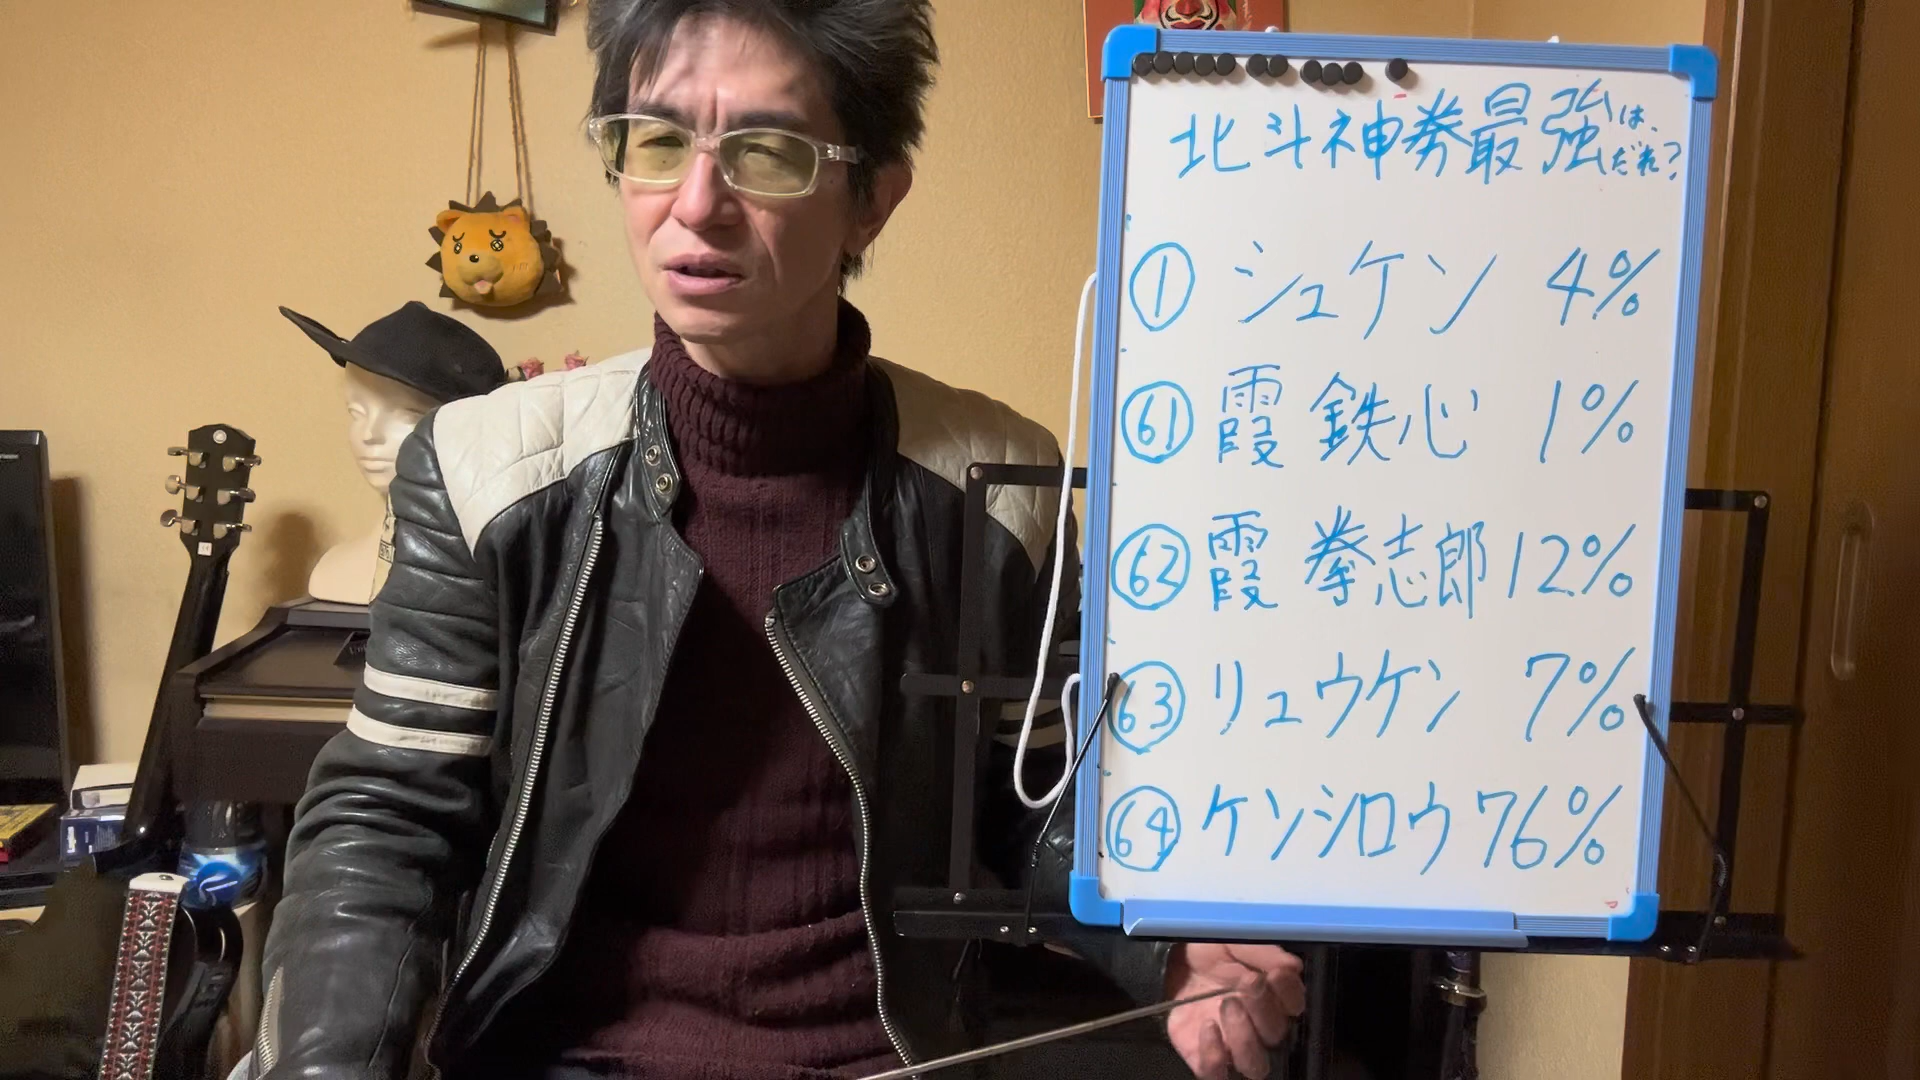 北斗神拳最強は、だれ?
① シュケン 4%
61 霞 鉄心 1%
62 霞 拳志郎 12%
63 リュウケン 7%
64 ケンシロウ 76%